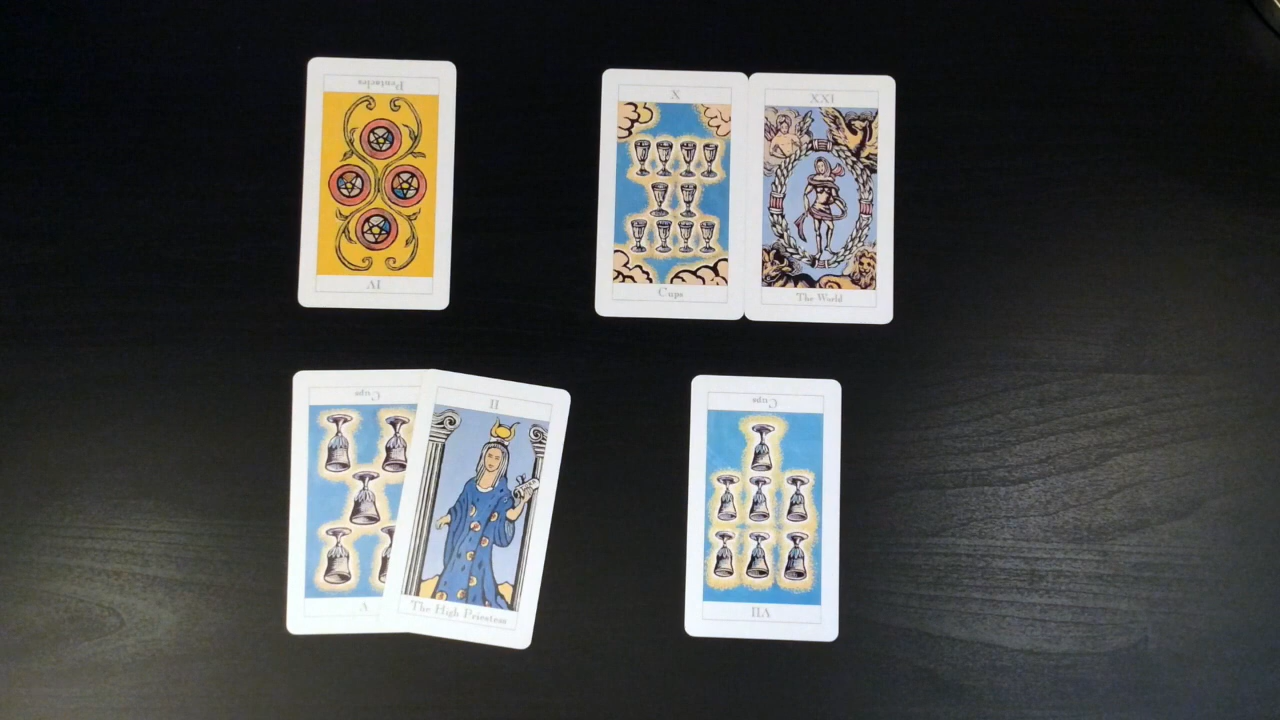 Pentacles
IV
X
Cups
XXI
The World
Cups
V
II
The High Priestess
Cups
VII